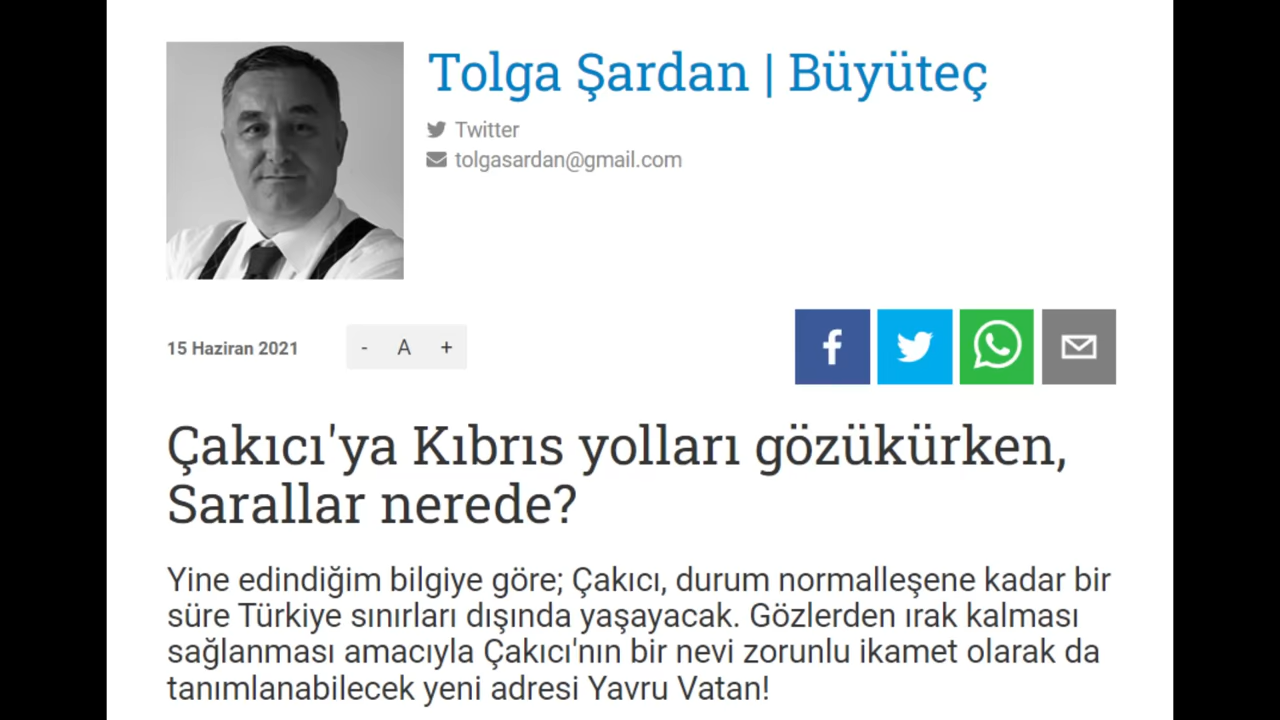 Tolga Şardan | Büyüteç
Twitter
tolgasardan@gmail.com
15 Haziran 2021
- A +
Çakıcı'ya Kıbrıs yolları gözükürken,
Sarallar nerede?
Yine edindiğim bilgiye göre; Çakıcı, durum normalleşene kadar bir
süre Türkiye sınırları dışında yaşayacak. Gözlerden ırak kalması
sağlanması amacıyla Çakıcı'nın bir nevi zorunlu ikamet olarak da
tanımlanabilecek yeni adresi Yavru Vatan!